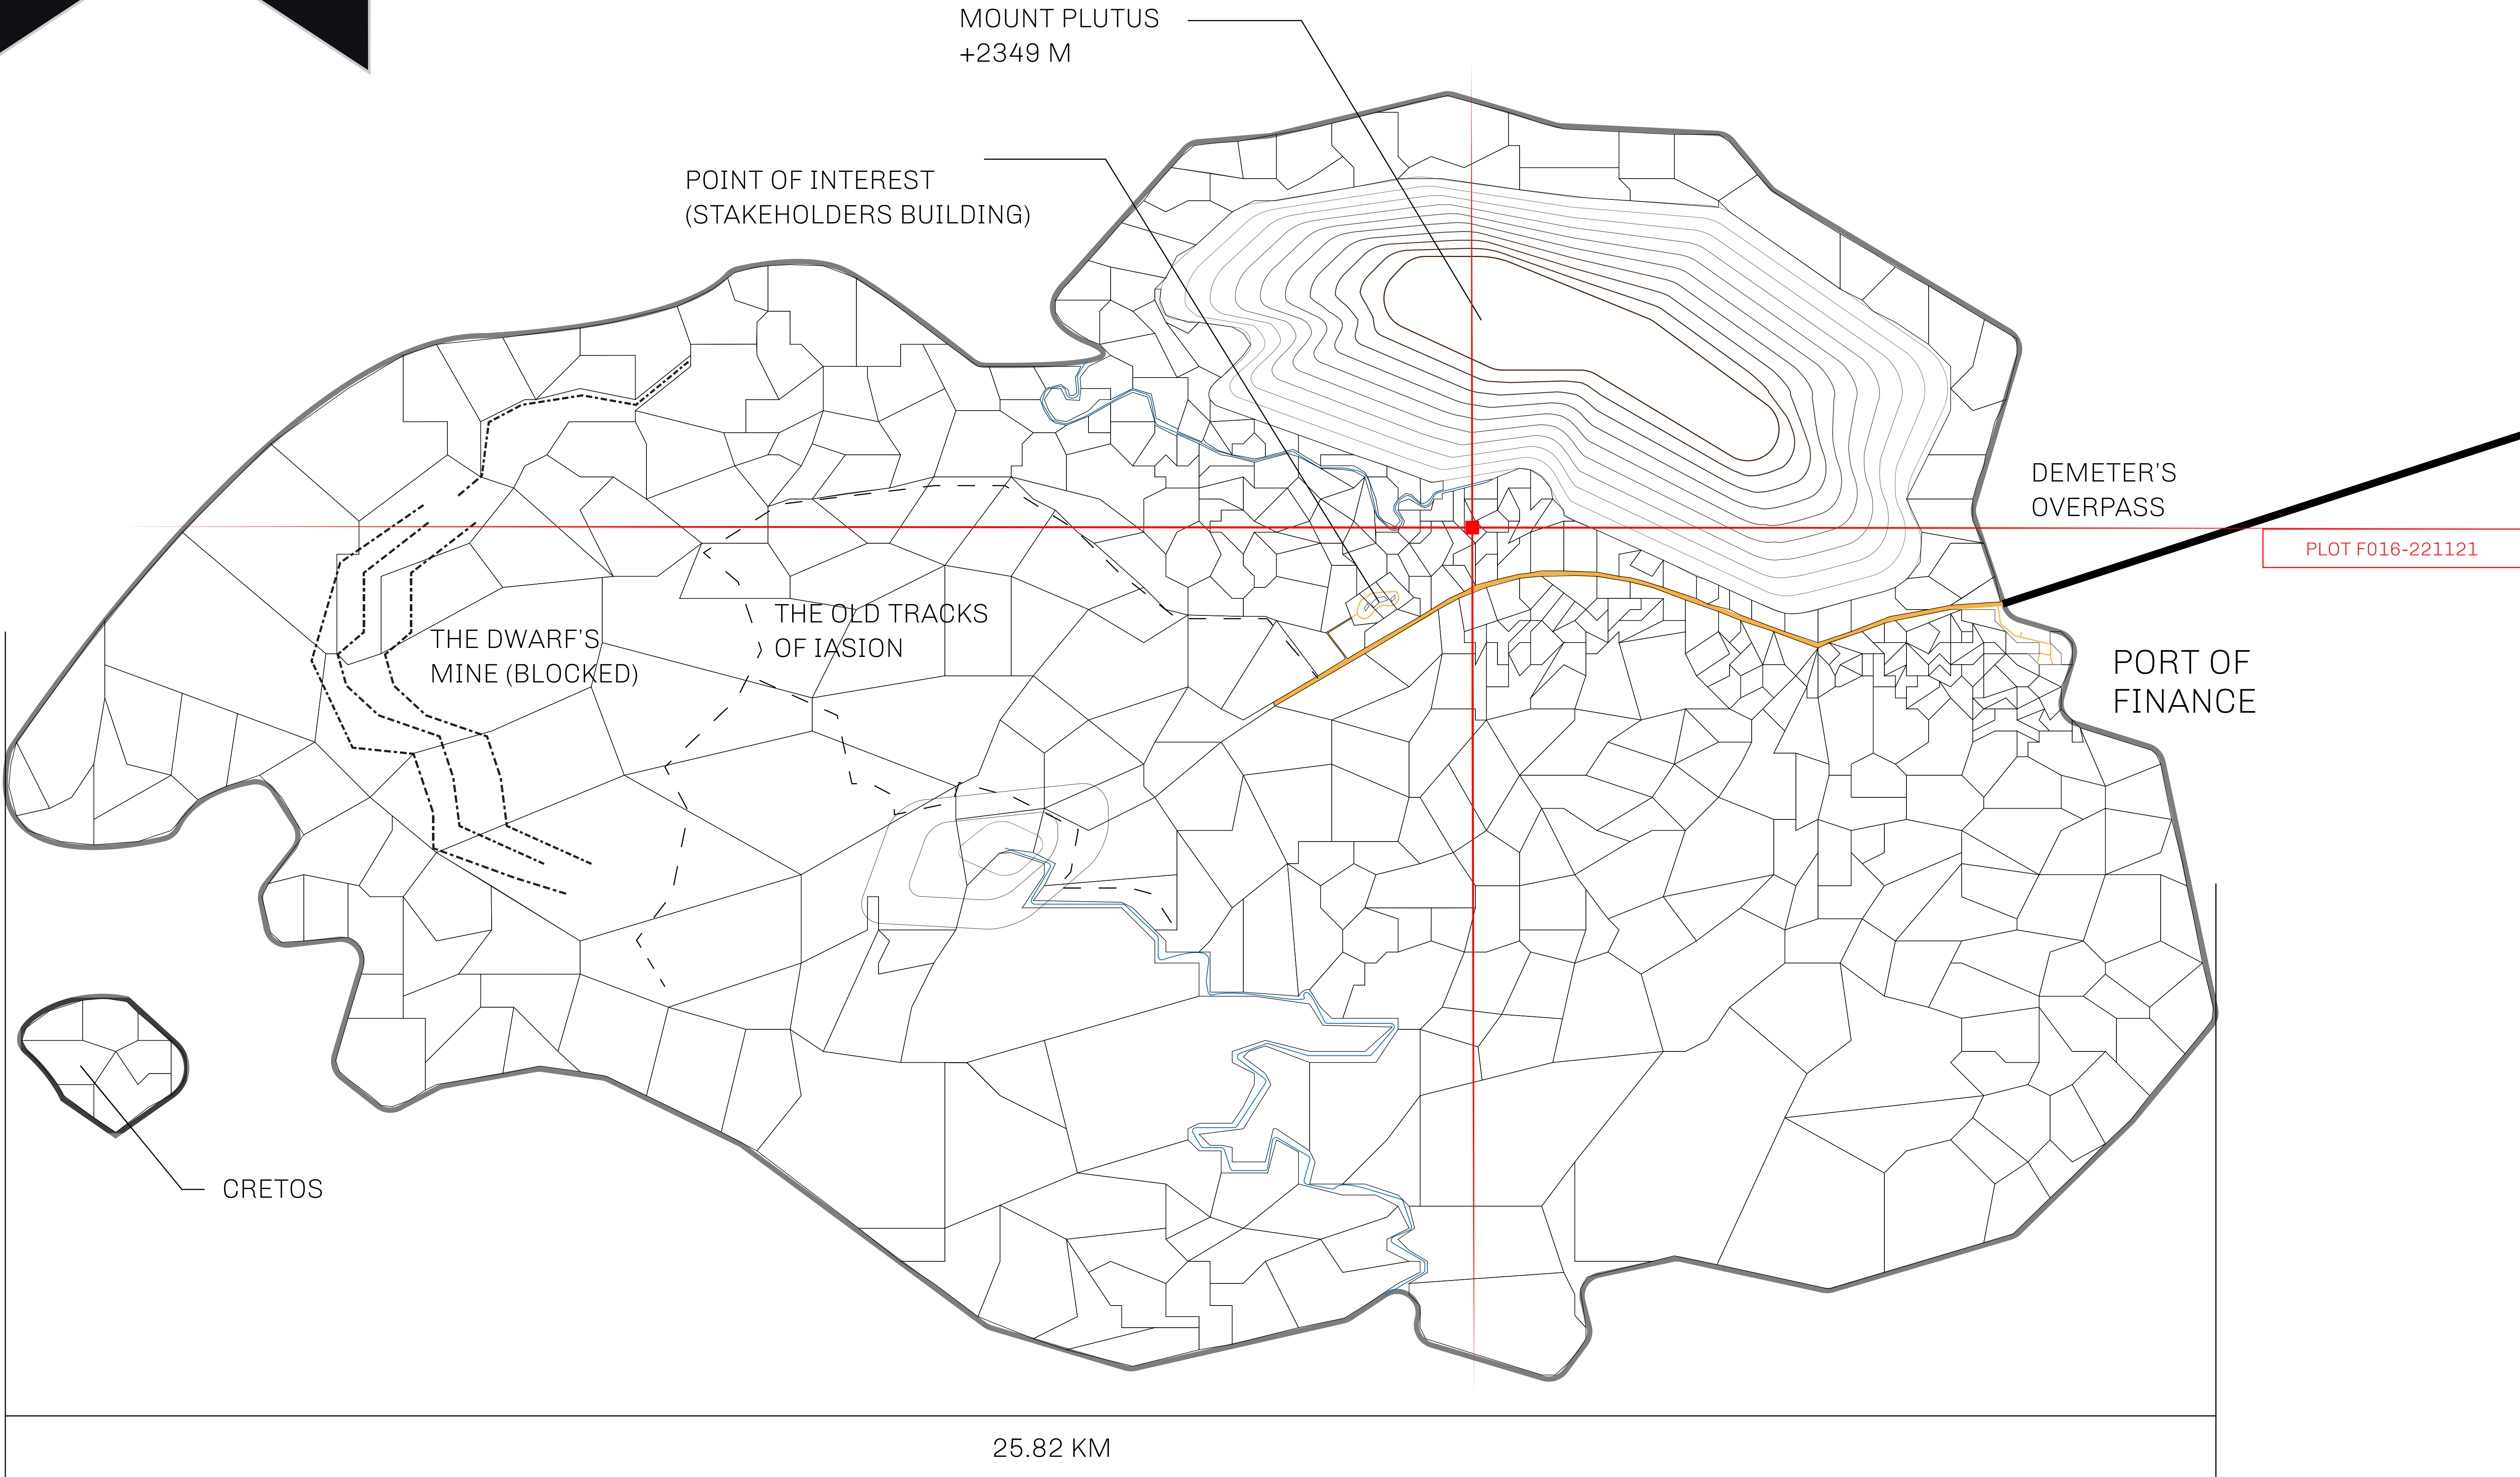 MOUNT PLUTUS
+2349 M
POINT OF INTEREST
(STAKEHOLDERS BUILDING)
DEMETER'S
OVERPASS
PLOT F016-221121
THE OLD TRACKS
OF IASION
THE DWARF'S
MINE (BLOCKED)
PORT OF
FINANCE
CRETOS
25.82 KM